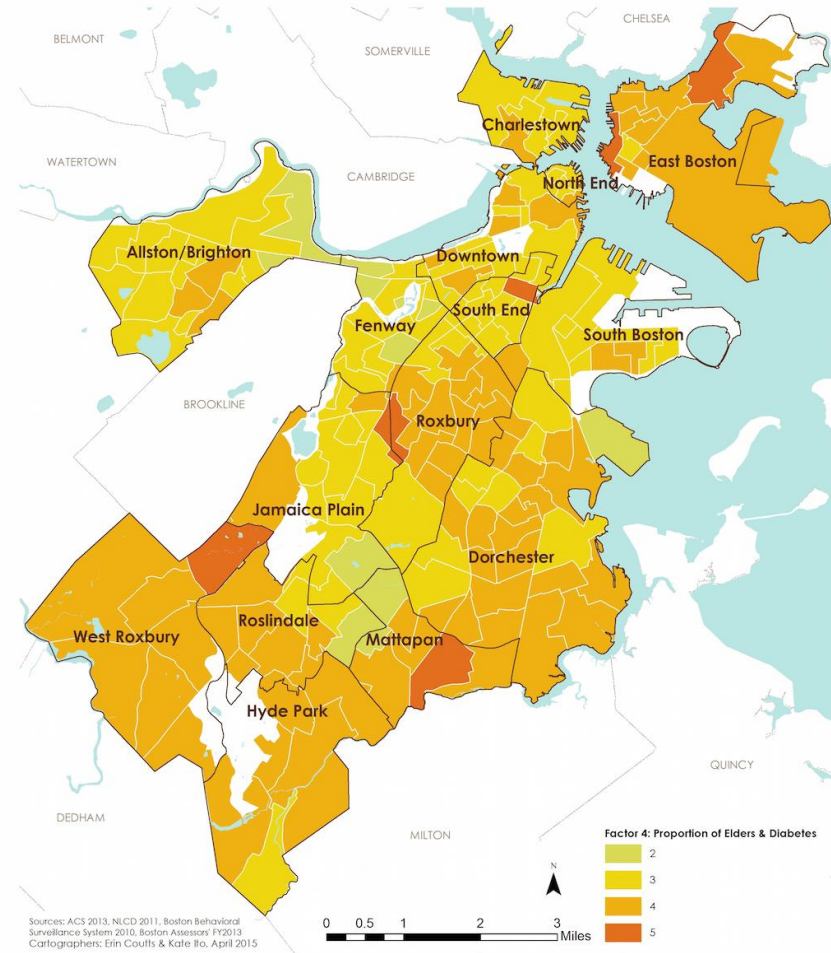 CHELSEA
BELMONT
SOMERVILLE
Charlestown
WATERTOWN
East Boston
CAMBRIDGE
North End
Allston/Brighton
Downtown
South End
Fenway
South Boston
BROOKLINE
Roxbury
Jamaica Plain
Dorchester
Roslindale
West Roxbury
Mattapan
Hyde Park
QUINCY
DEDHAM
MILTON
Factor 4: Proportion of Elders & Diabetes
2
3
4
5
N
0 0.5 1 2 3
Miles
Sources: ACS 2013, NLCD 2011, Boston Behavioral
Surveillance System 2010, Boston Assessors' FY2013
Cartographers: Erin Coutts & Kate Ito, April 2015